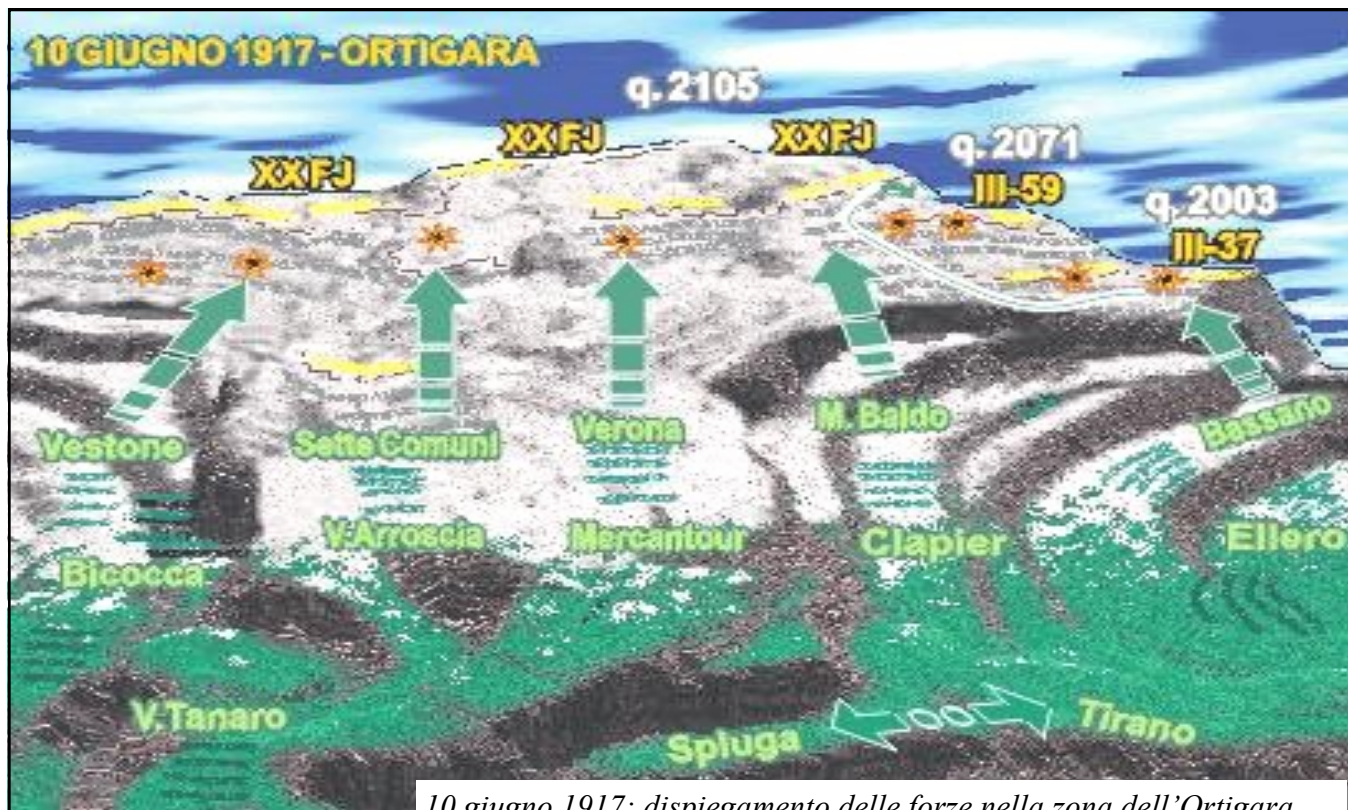 10 GIUGNO 1917 - ORTIGARA
q. 2105
XX FJ
XX FJ
XX FJ
q. 2071
III-59
q. 2003
III-37
Vestone
Sette Comuni
Verona
M. Baldo
Bassano
Bicocca
V.Arroscia
Mercantour
Clapier
Ellero
V.Tanaro
Spluga
Tirano
10 giugno 1917: dispiegamento delle forze nella zona dell’Ortigara